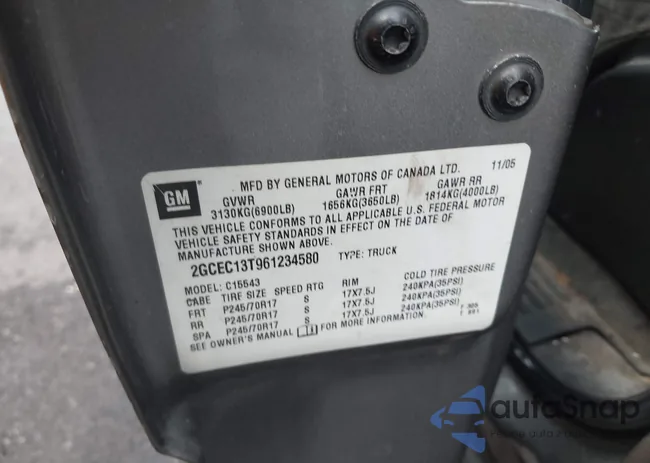 GM
MFD BY GENERAL MOTORS OF CANADA LTD. 11/05
GVWR GAWR FRT GAWR RR
3130KG(6900LB) 1656KG(3650LB) 1814KG(4000LB)
THIS VEHICLE CONFORMS TO ALL APPLICABLE U.S. FEDERAL MOTOR
VEHICLE SAFETY STANDARDS IN EFFECT ON THE DATE OF
MANUFACTURE SHOWN ABOVE.
2GCEC13T961234580 TYPE: TRUCK
MODEL: C15543
CABE TIRE SIZE SPEED RTG RIM COLD TIRE PRESSURE
FRT P245/70R17 S 17X7.5J 240KPA(35PSI)
RR P245/70R17 S 17X7.5J 240KPA(35PSI)
SPA P245/70R17 S 17X7.5J 240KPA(35PSI)
SEE OWNER'S MANUAL FOR MORE INFORMATION.
autoSnap